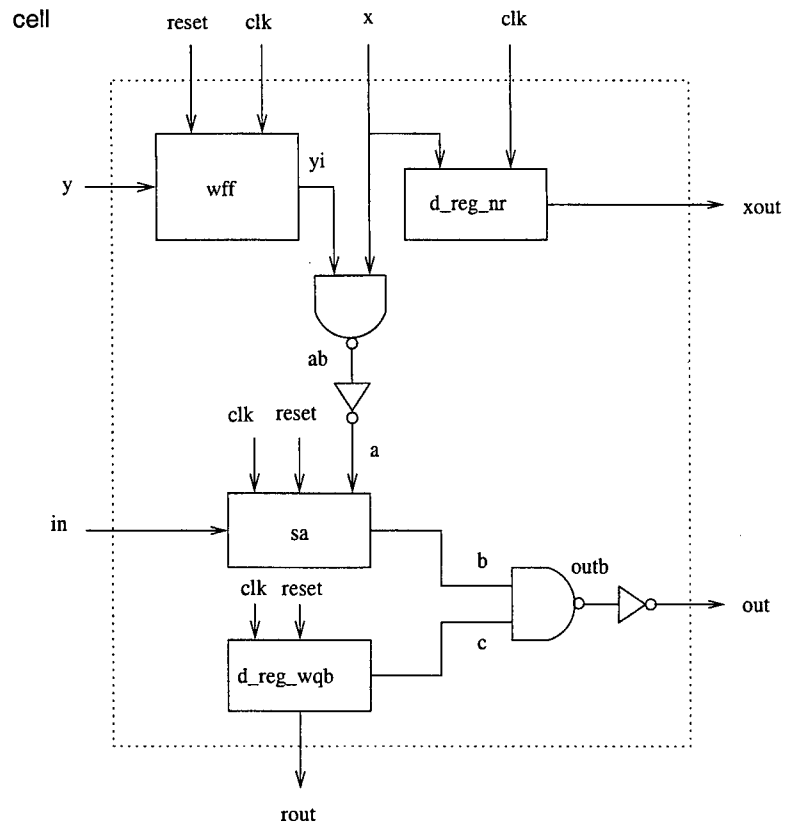 cell
reset clk x clk
y
wff
yi
d_reg_nr
xout
ab
clk reset
a
in
sa
b
outb
clk reset
out
c
d_reg_wqb
rout